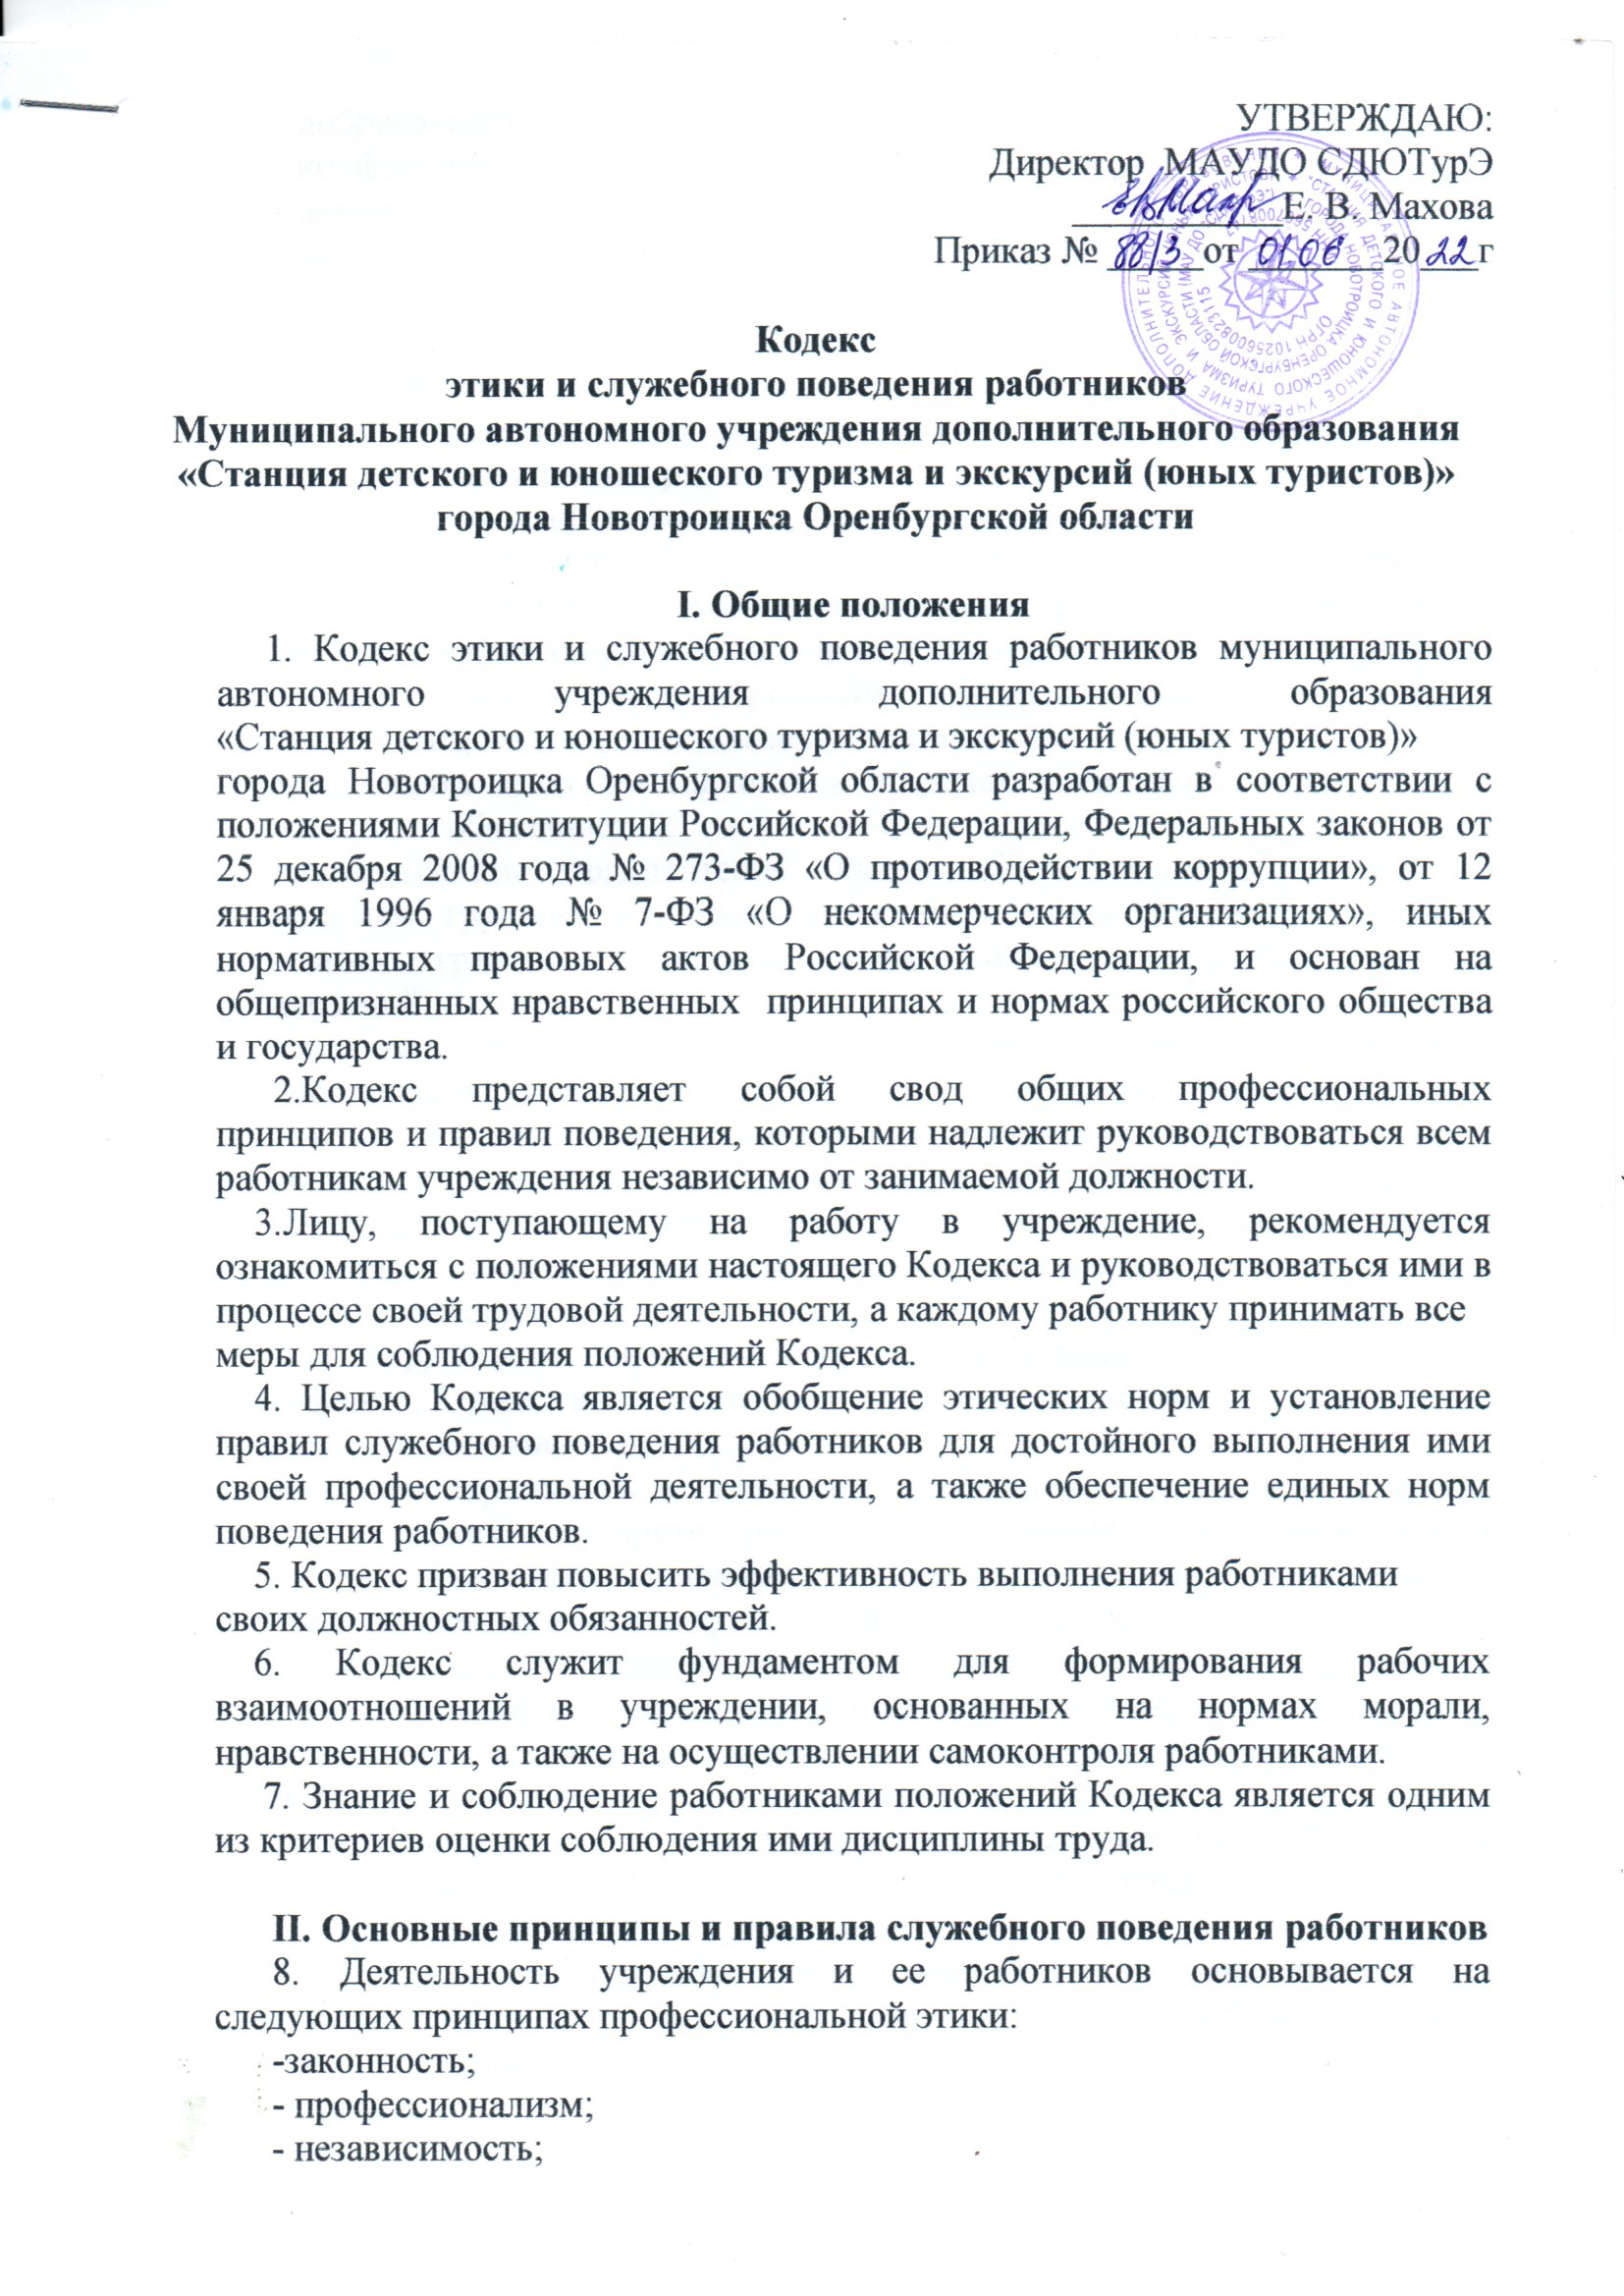 УТВЕРЖДАЮ:
Директор МАУДО СДЮТурЭ
Е. В. Махова
Приказ № 88/3 от 01.06 2022г
Кодекс
этики и служебного поведения работников
Муниципального автономного учреждения дополнительного образования
«Станция детского и юношеского туризма и экскурсий (юных туристов)»
города Новотроицка Оренбургской области
I. Общие положения
1. Кодекс этики и служебного поведения работников муниципального
автономного учреждения дополнительного образования
«Станция детского и юношеского туризма и экскурсий (юных туристов)»
города Новотроицка Оренбургской области разработан в соответствии с
положениями Конституции Российской Федерации, Федеральных законов от
25 декабря 2008 года № 273-ФЗ «О противодействии коррупции», от 12
января 1996 года № 7-ФЗ «О некоммерческих организациях», иных
нормативных правовых актов Российской Федерации, и основан на
общепризнанных нравственных принципах и нормах российского общества
и государства.
2.Кодекс представляет собой свод общих профессиональных
принципов и правил поведения, которыми надлежит руководствоваться всем
работникам учреждения независимо от занимаемой должности.
3.Лицу, поступающему на работу в учреждение, рекомендуется
ознакомиться с положениями настоящего Кодекса и руководствоваться ими в
процессе своей трудовой деятельности, а каждому работнику принимать все
меры для соблюдения положений Кодекса.
4. Целью Кодекса является обобщение этических норм и установление
правил служебного поведения работников для достойного выполнения ими
своей профессиональной деятельности, а также обеспечение единых норм
поведения работников.
5. Кодекс призван повысить эффективность выполнения работниками
своих должностных обязанностей.
6. Кодекс служит фундаментом для формирования рабочих
взаимоотношений в учреждении, основанных на нормах морали,
нравственности, а также на осуществлении самоконтроля работниками.
7. Знание и соблюдение работниками положений Кодекса является одним
из критериев оценки соблюдения ими дисциплины труда.
II. Основные принципы и правила служебного поведения работников
8. Деятельность учреждения и ее работников основывается на
следующих принципах профессиональной этики:
-законность;
- профессионализм;
- независимость;